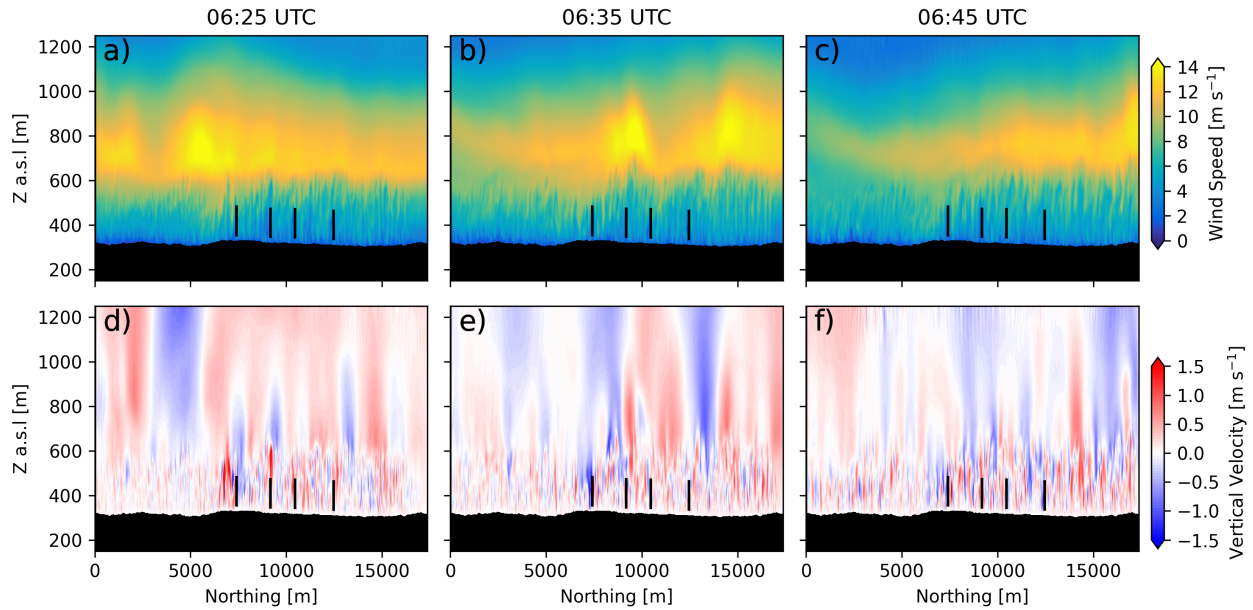 06:25 UTC
06:35 UTC
06:45 UTC
a)
b)
c)
1200
1000
800
600
400
200
Z a.s.l [m]
14
12
10
8
6
4
2
0
Wind Speed [m s⁻¹]
d)
e)
f)
1200
1000
800
600
400
200
Z a.s.l [m]
1.5
1.0
0.5
0.0
−0.5
−1.0
−1.5
Vertical Velocity [m s⁻¹]
0 5000 10000 15000
0 5000 10000 15000
0 5000 10000 15000
Northing [m]
Northing [m]
Northing [m]